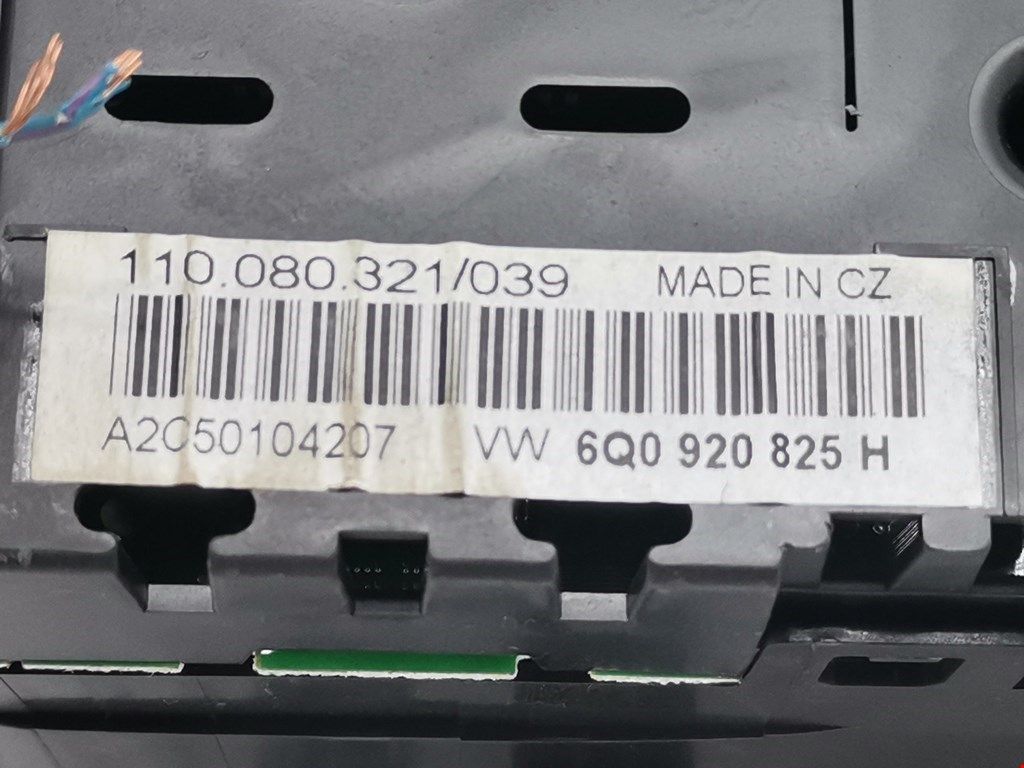 110.080.321/039 MADE IN CZ
A2C50104207 VW 6Q0 920 825 H